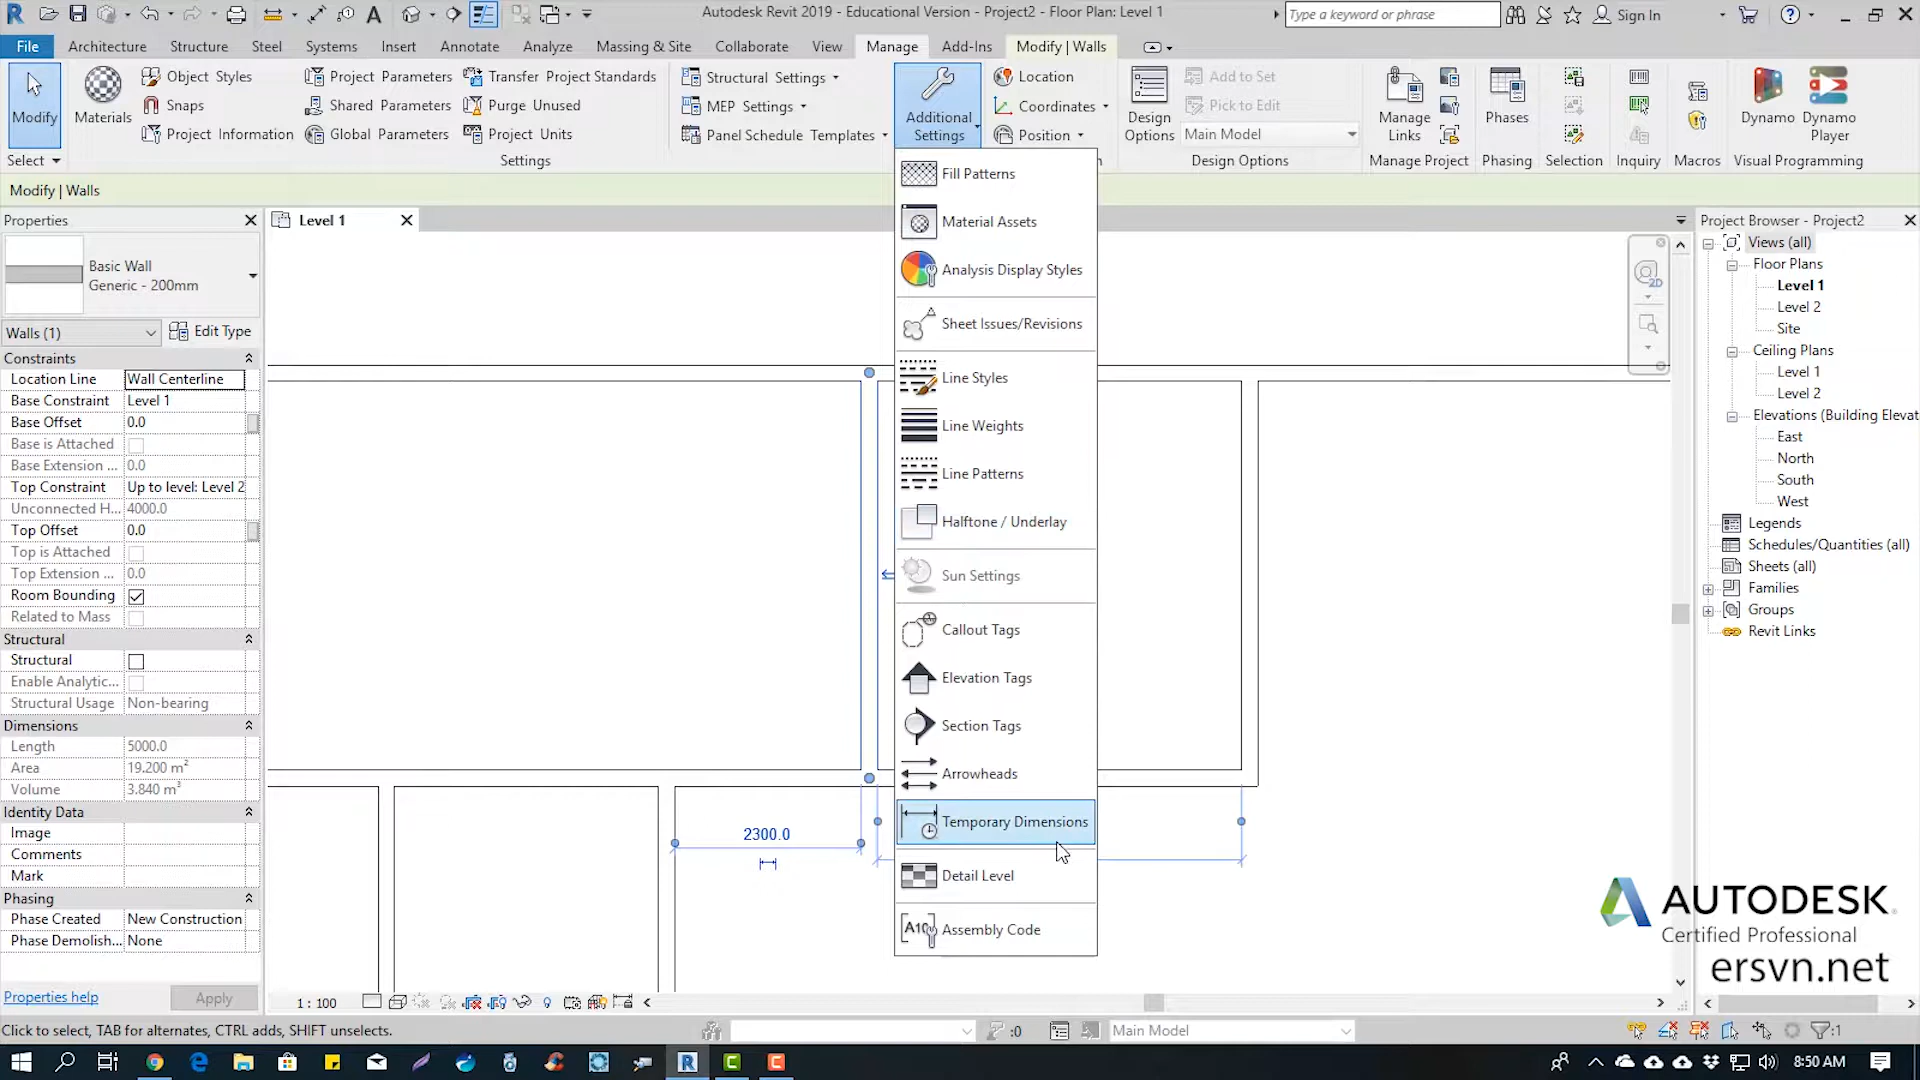 Autodesk Revit 2019 - Educational Version - Project2 - Floor Plan: Level 1
Type a keyword or phrase
Sign In
File Architecture Structure Steel Systems Insert Annotate Analyze Massing & Site Collaborate View Manage Add-Ins Modify | Walls
Modify
Select
Materials
Object Styles
Snaps
Project Information
Project Parameters
Shared Parameters
Global Parameters
Transfer Project Standards
Purge Unused
Project Units
Settings
Structural Settings
MEP Settings
Panel Schedule Templates
Additional
Settings
Location
Coordinates
Position
Design
Options
Add to Set
Pick to Edit
Main Model
Design Options
Manage
Links
Manage Project
Phases
Phasing
Selection
Inquiry
Macros
Dynamo
Dynamo
Player
Visual Programming
Modify | Walls
Properties
Basic Wall
Generic - 200mm
Walls (1)
Edit Type
Constraints
Location Line Wall Centerline
Base Constraint Level 1
Base Offset 0.0
Base is Attached
Base Extension ... 0.0
Top Constraint Up to level: Level 2
Unconnected H... 4000.0
Top Offset 0.0
Top is Attached
Top Extension ... 0.0
Room Bounding
Related to Mass
Structural
Structural
Enable Analytic...
Structural Usage Non-bearing
Dimensions
Length 5000.0
Area 19.200 m²
Volume 3.840 m³
Identity Data
Image
Comments
Mark
Phasing
Phase Created New Construction
Phase Demolish... None
Properties help
Apply
Level 1
2300.0
Fill Patterns
Material Assets
Analysis Display Styles
Sheet Issues/Revisions
Line Styles
Line Weights
Line Patterns
Halftone / Underlay
Sun Settings
Callout Tags
Elevation Tags
Section Tags
Arrowheads
Temporary Dimensions
Detail Level
Assembly Code
2D
Project Browser - Project2
Views (all)
Floor Plans
Level 1
Level 2
Site
Ceiling Plans
Level 1
Level 2
Elevations (Building Elevat
East
North
South
West
Legends
Schedules/Quantities (all)
Sheets (all)
Families
Groups
Revit Links
AUTODESK.
Certified Professional
ersvn.net
1 : 100
Click to select, TAB for alternates, CTRL adds, SHIFT unselects.
:0
Main Model
:1
8:50 AM